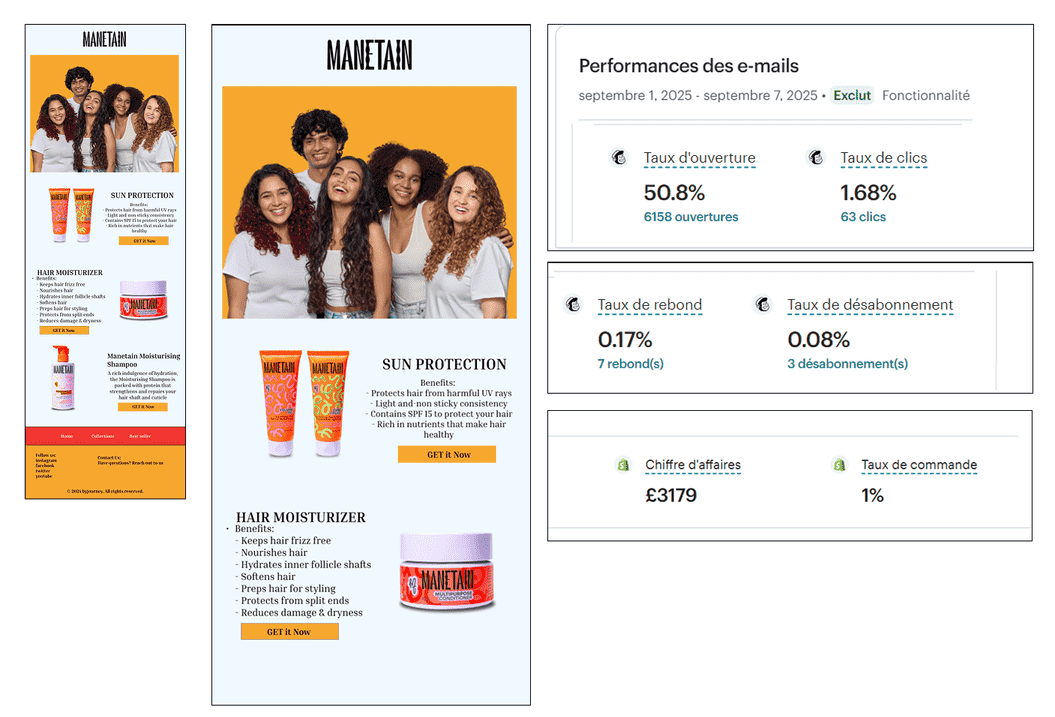 MANETAIN
MANETAIN
MANETAIN
SUN PROTECTION
Benefits:
- Protects hair from harmful UV rays
- Light and-non sticky consistency
- Contains SPF 15 to protect your hair
- Rich in nutrients that make hair
healthy
GET it Now
HAIR MOISTURIZER
· Benefits:
- Keeps hair frizz free
- Nourishes hair
- Hydrates inner follicle shafts
- Softens hair
- Preps hair for styling
- Protects from split ends
- Reduces damage & dryness
GET it Now
MANETAIN
MANETAIN
Manetain Moisturising
Shampoo
A rich indulgence of hydration,
the Moisturising Shampoo is
packed with protein that
strengthens and repairs your
hair shaft and cuticle
GET it Now
Home Collections Best seller
Follow us:
Instagram
Facebook
Twitter
youtube
Contact Us:
Have questions? Reach out to us
All rights reserved.
MANETAIN
MANETAIN
MANETAIN
SUN PROTECTION
Benefits:
- Protects hair from harmful UV rays
- Light and-non sticky consistency
- Contains SPF 15 to protect your hair
- Rich in nutrients that make hair
healthy
GET it Now
HAIR MOISTURIZER
· Benefits:
- Keeps hair frizz free
- Nourishes hair
- Hydrates inner follicle shafts
- Softens hair
- Preps hair for styling
- Protects from split ends
- Reduces damage & dryness
GET it Now
MANETAIN
MULTIPURPOSE
CONDITIONER
Performances des e-mails
septembre 1, 2025 - septembre 7, 2025 • Exclut Fonctionnalité
Taux d'ouverture
50.8%
6158 ouvertures
Taux de clics
1.68%
63 clics
Taux de rebond
0.17%
7 rebond(s)
Taux de désabonnement
0.08%
3 désabonnement(s)
Chiffre d'affaires
£3179
Taux de commande
1%